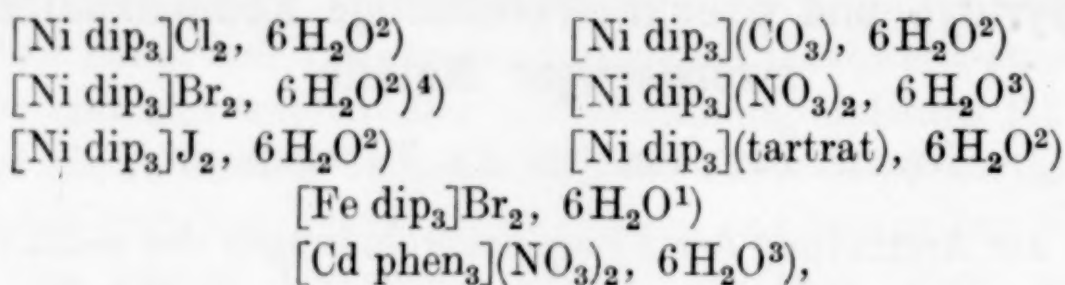 [Ni dip₃]Cl₂, 6H₂O²) [Ni dip₃](CO₃), 6H₂O²)
[Ni dip₃]Br₂, 6H₂O²)⁴) [Ni dip₃](NO₃)₂, 6H₂O³)
[Ni dip₃]J₂, 6H₂O²) [Ni dip₃](tartrat), 6H₂O²)
[Fe dip₃]Br₂, 6H₂O¹)
[Cd phen₃](NO₃)₂, 6H₂O³),